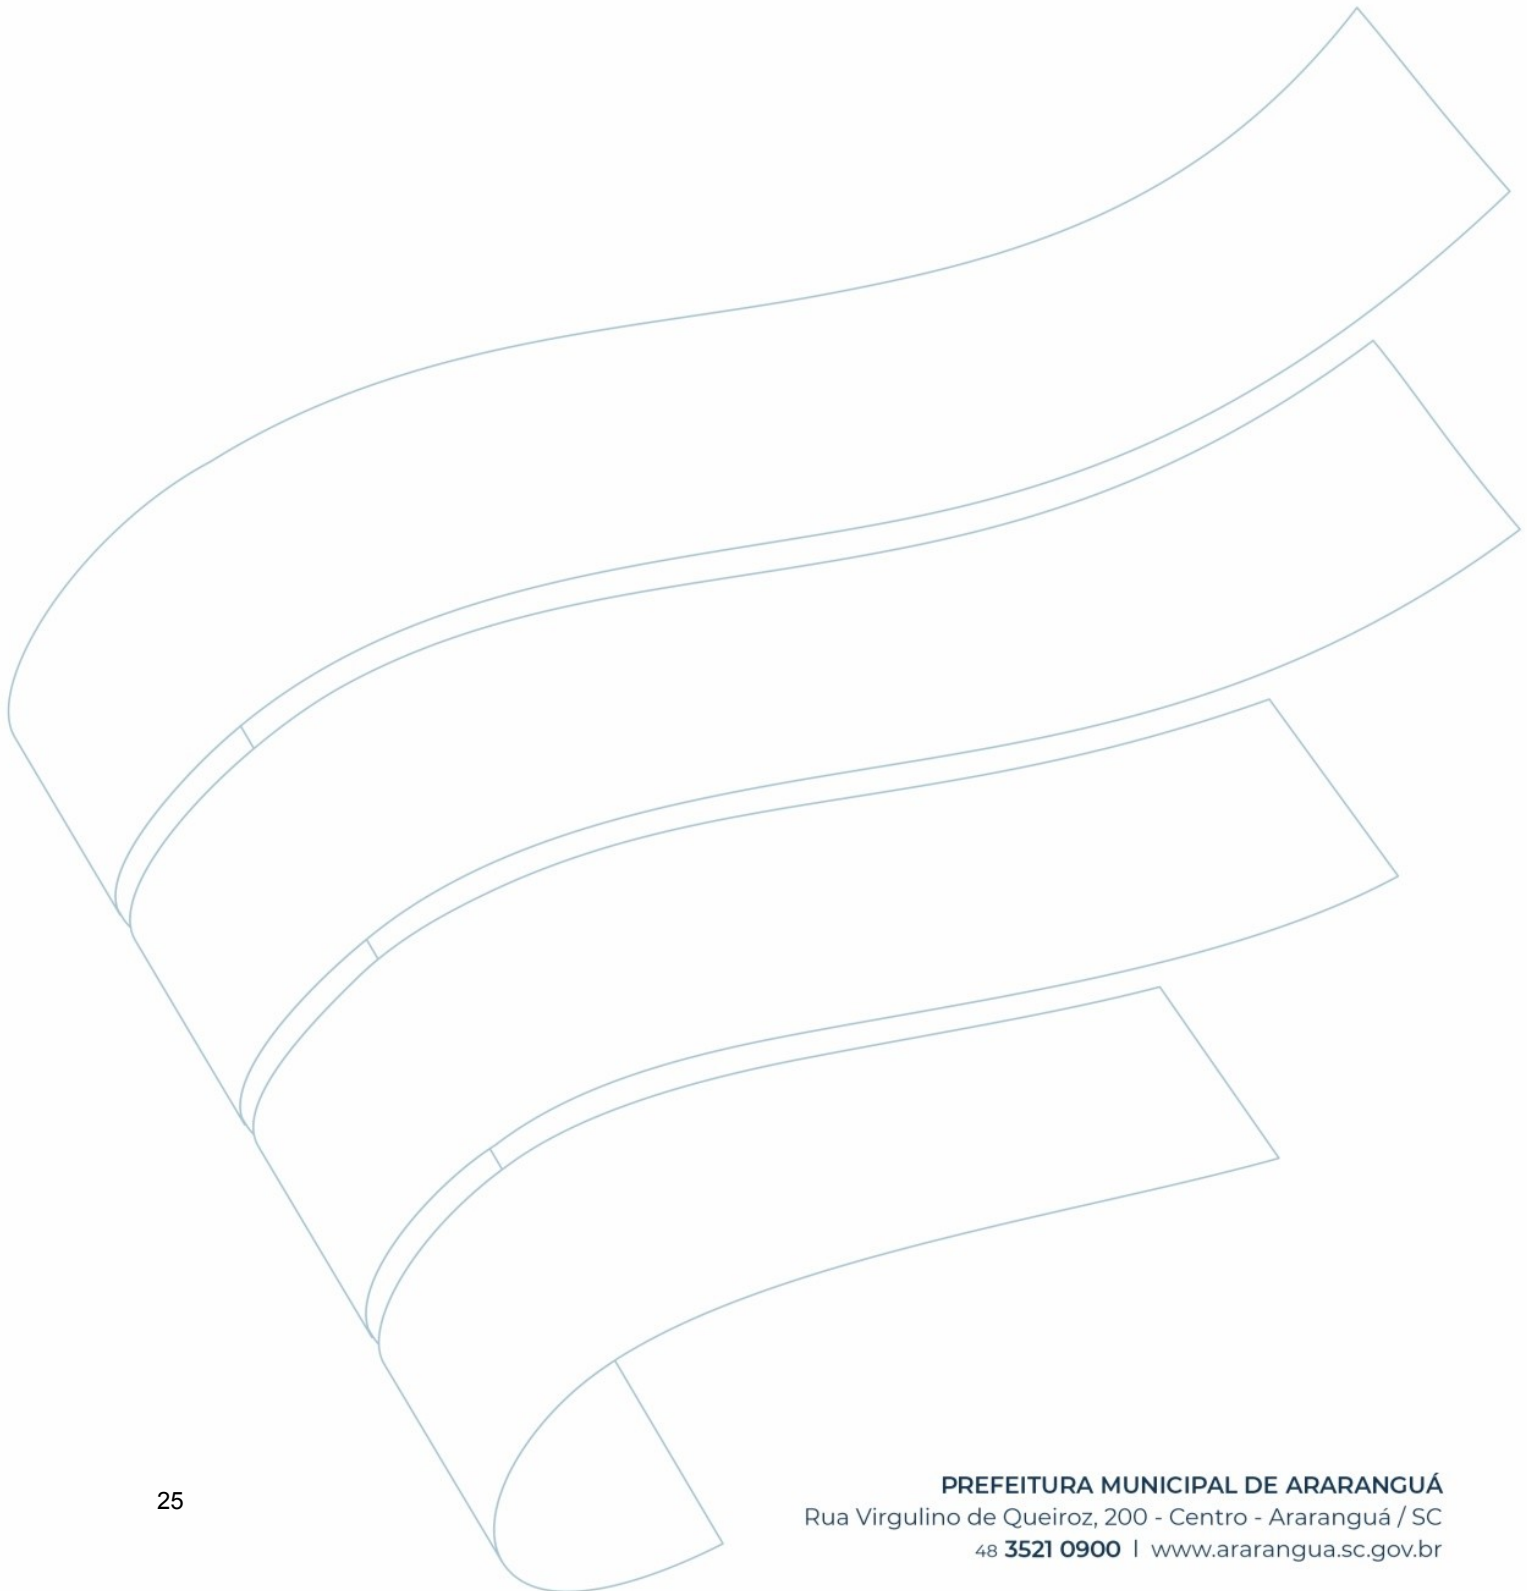 25
PREFEITURA MUNICIPAL DE ARARANGUÁ
Rua Virgulino de Queiroz, 200 - Centro - Araranguá / SC
48 3521 0900 | www.ararangua.sc.gov.br